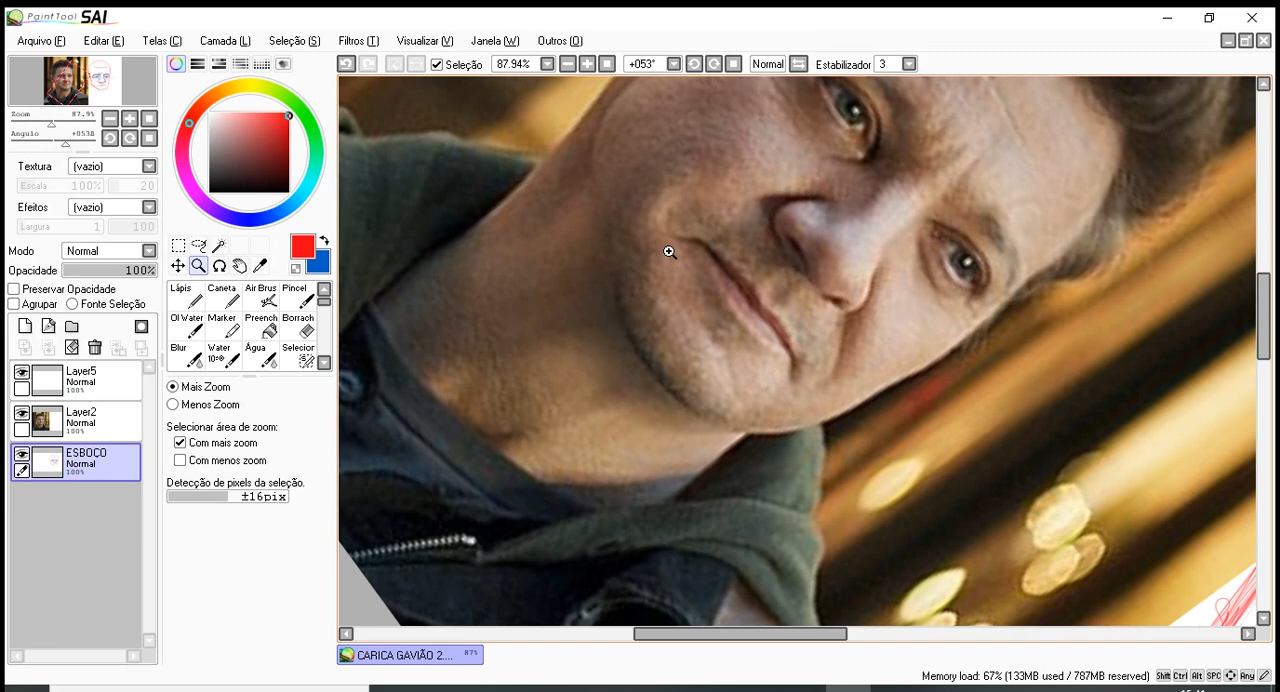 PaintTool SAI
Arquivo (F) Editar (E) Telas (C) Camada (L) Seleção (S) Filtros (T) Visualizar (V) Janela (W) Outros (O)
Seleção 87.94% +053° Normal Estabilizador 3
Zoom 87.9%
Angulo +053B
Textura (vazio)
Escala 100% 20
Efeitos (vazio)
Largura 1 100
Modo Normal
Opacidade 100%
Preservar Opacidade
Agrupar Fonte Seleção
Layer5
Normal
100%
Layer2
Normal
100%
ESBOCO
Normal
100%
Lápis Caneta Air Brus Pincel
Ol Water Marker Preench Borrach
Blur Water Água Selecior
10
Mais Zoom
Menos Zoom
Selecionar área de zoom:
Com mais zoom
Com menos zoom
Detecção de pixels da seleção.
±16pix
CARICA GAVIÃO 2.... 87%
Memory load: 67% (133MB used / 787MB reserved) Shift Ctrl Alt SPC Any